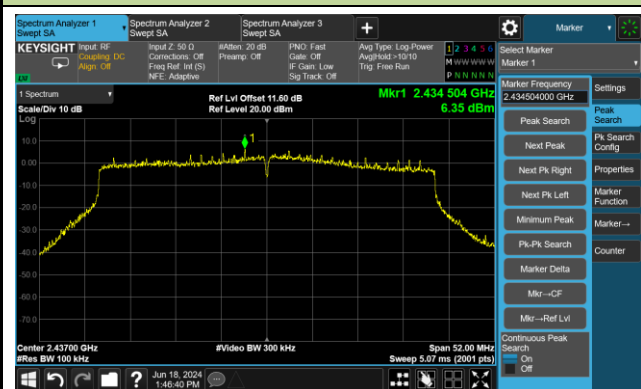 Spectrum Analyzer 1
Swept SA
Spectrum Analyzer 2
Swept SA
Spectrum Analyzer 3
Swept SA
+
Marker
KEYSIGHT
Input: RF
Coupling: DC
Align: Off
Input Z: 50 Ω
Corrections: Off
Freq Ref: Int (S)
NFE: Adaptive
#Atten: 20 dB
Preamp: Off
PNO: Fast
Gate: Off
IF Gain: Low
Sig Track: Off
Avg Type: Log-Power
Avg|Hold:>10/10
Trig: Free Run
1 2 3 4 5 6
M W W W W W
P N N N N N
Select Marker
Marker 1
1 Spectrum
Scale/Div 10 dB
Log
Ref Lvl Offset 11.60 dB
Ref Level 20.00 dBm
Mkr1 2.434 504 GHz
6.35 dBm
1
10.0
0.00
-10.0
-20.0
-30.0
-40.0
-50.0
-60.0
-70.0
Center 2.43700 GHz
#Res BW 100 kHz
#Video BW 300 kHz
Span 52.00 MHz
Sweep 5.07 ms (2001 pts)
Marker Frequency
2.434504000 GHz
Peak Search
Next Peak
Next Pk Right
Next Pk Left
Minimum Peak
Pk-Pk Search
Marker Delta
Mkr→CF
Mkr→Ref Lvl
Continuous Peak
Search
On
Off
Settings
Peak
Search
Pk Search
Config
Properties
Marker
Function
Marker→
Counter
?
Jun 18, 2024
1:46:40 PM